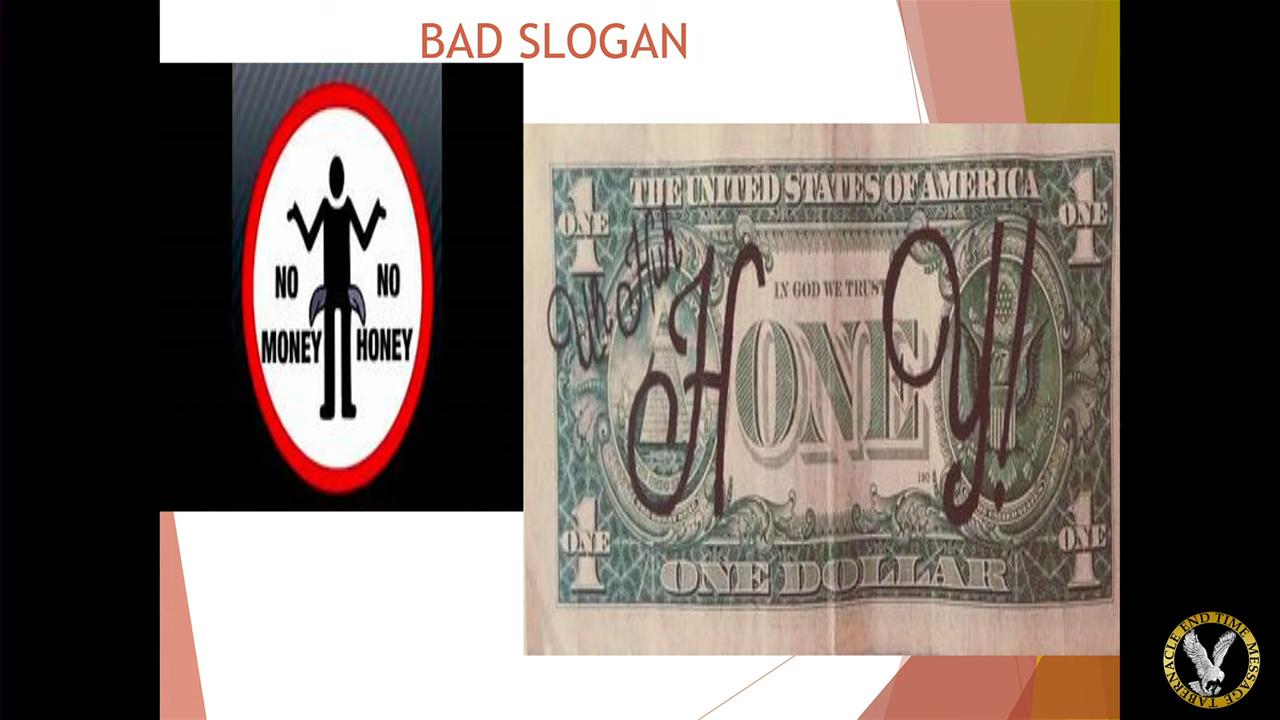 BAD SLOGAN
NO NO
MONEY HONEY
THE UNITED STATES OF AMERICA
ONE ONE
Uh Huh
IN GOD WE TRUST
HONEY!!
ONE ONE
ONE DOLLAR
END TIME MESSAGE TABERNACLE